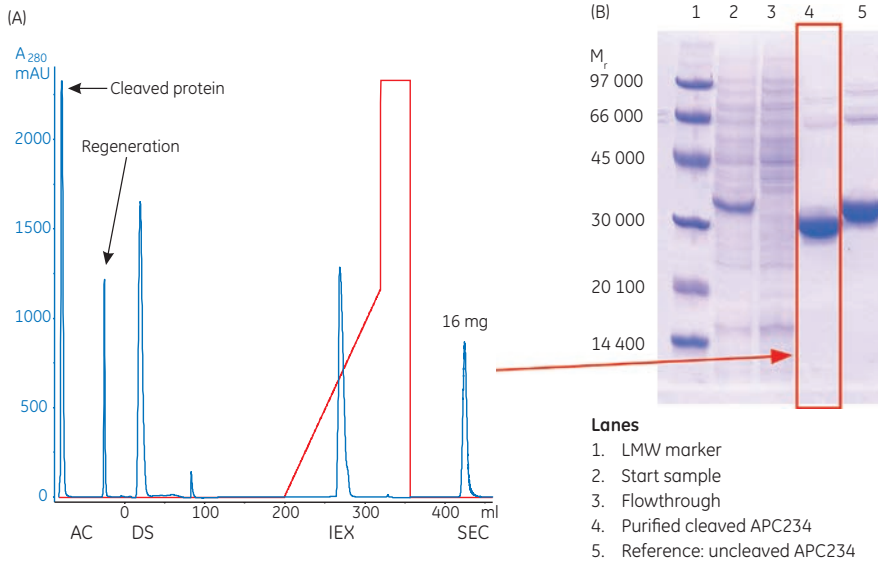 (A)
A280
mAU
Cleaved protein
2000
Regeneration
1500
1000
16 mg
500
0
0 100 200 300 400 ml
AC DS IEX SEC
(B)
1 2 3 4 5
Mr
97 000
66 000
45 000
30 000
20 100
14 400
Lanes
1. LMW marker
2. Start sample
3. Flowthrough
4. Purified cleaved APC234
5. Reference: uncleaved APC234